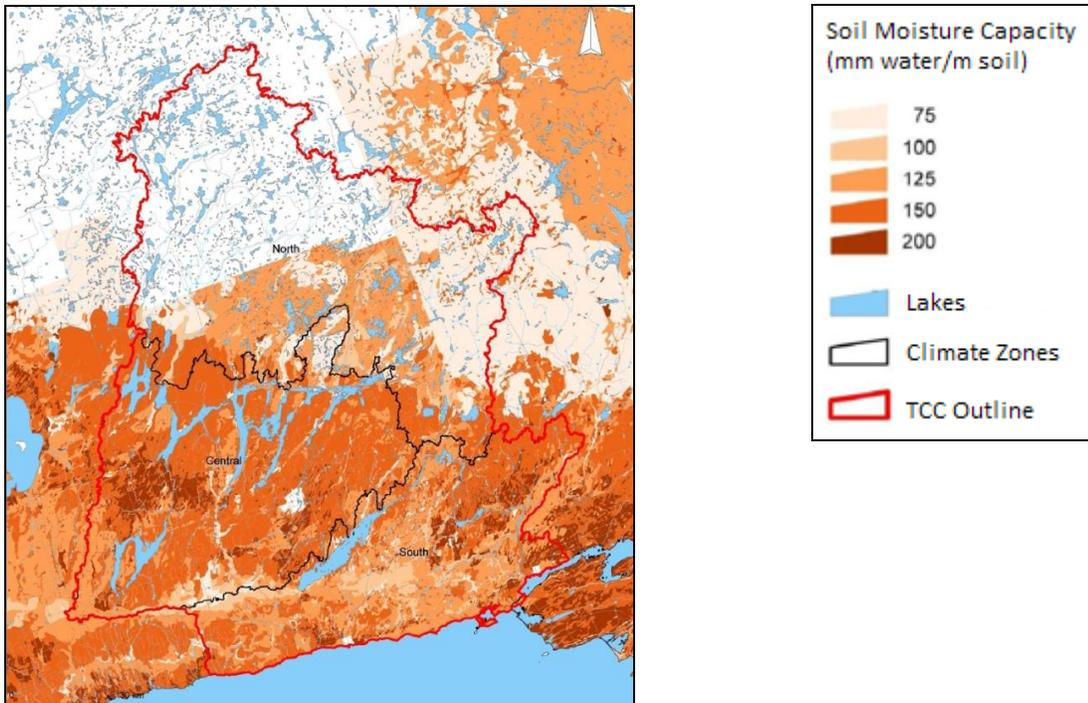 North
Central
South
Soil Moisture Capacity
(mm water/m soil)
75
100
125
150
200
Lakes
Climate Zones
TCC Outline